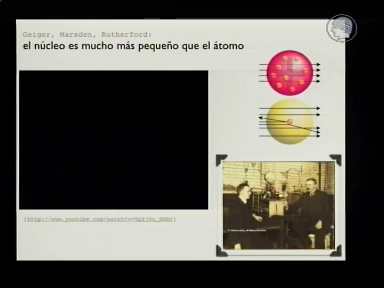 Geiger, Marsden, Rutherford:
el núcleo es mucho más pequeño que el átomo